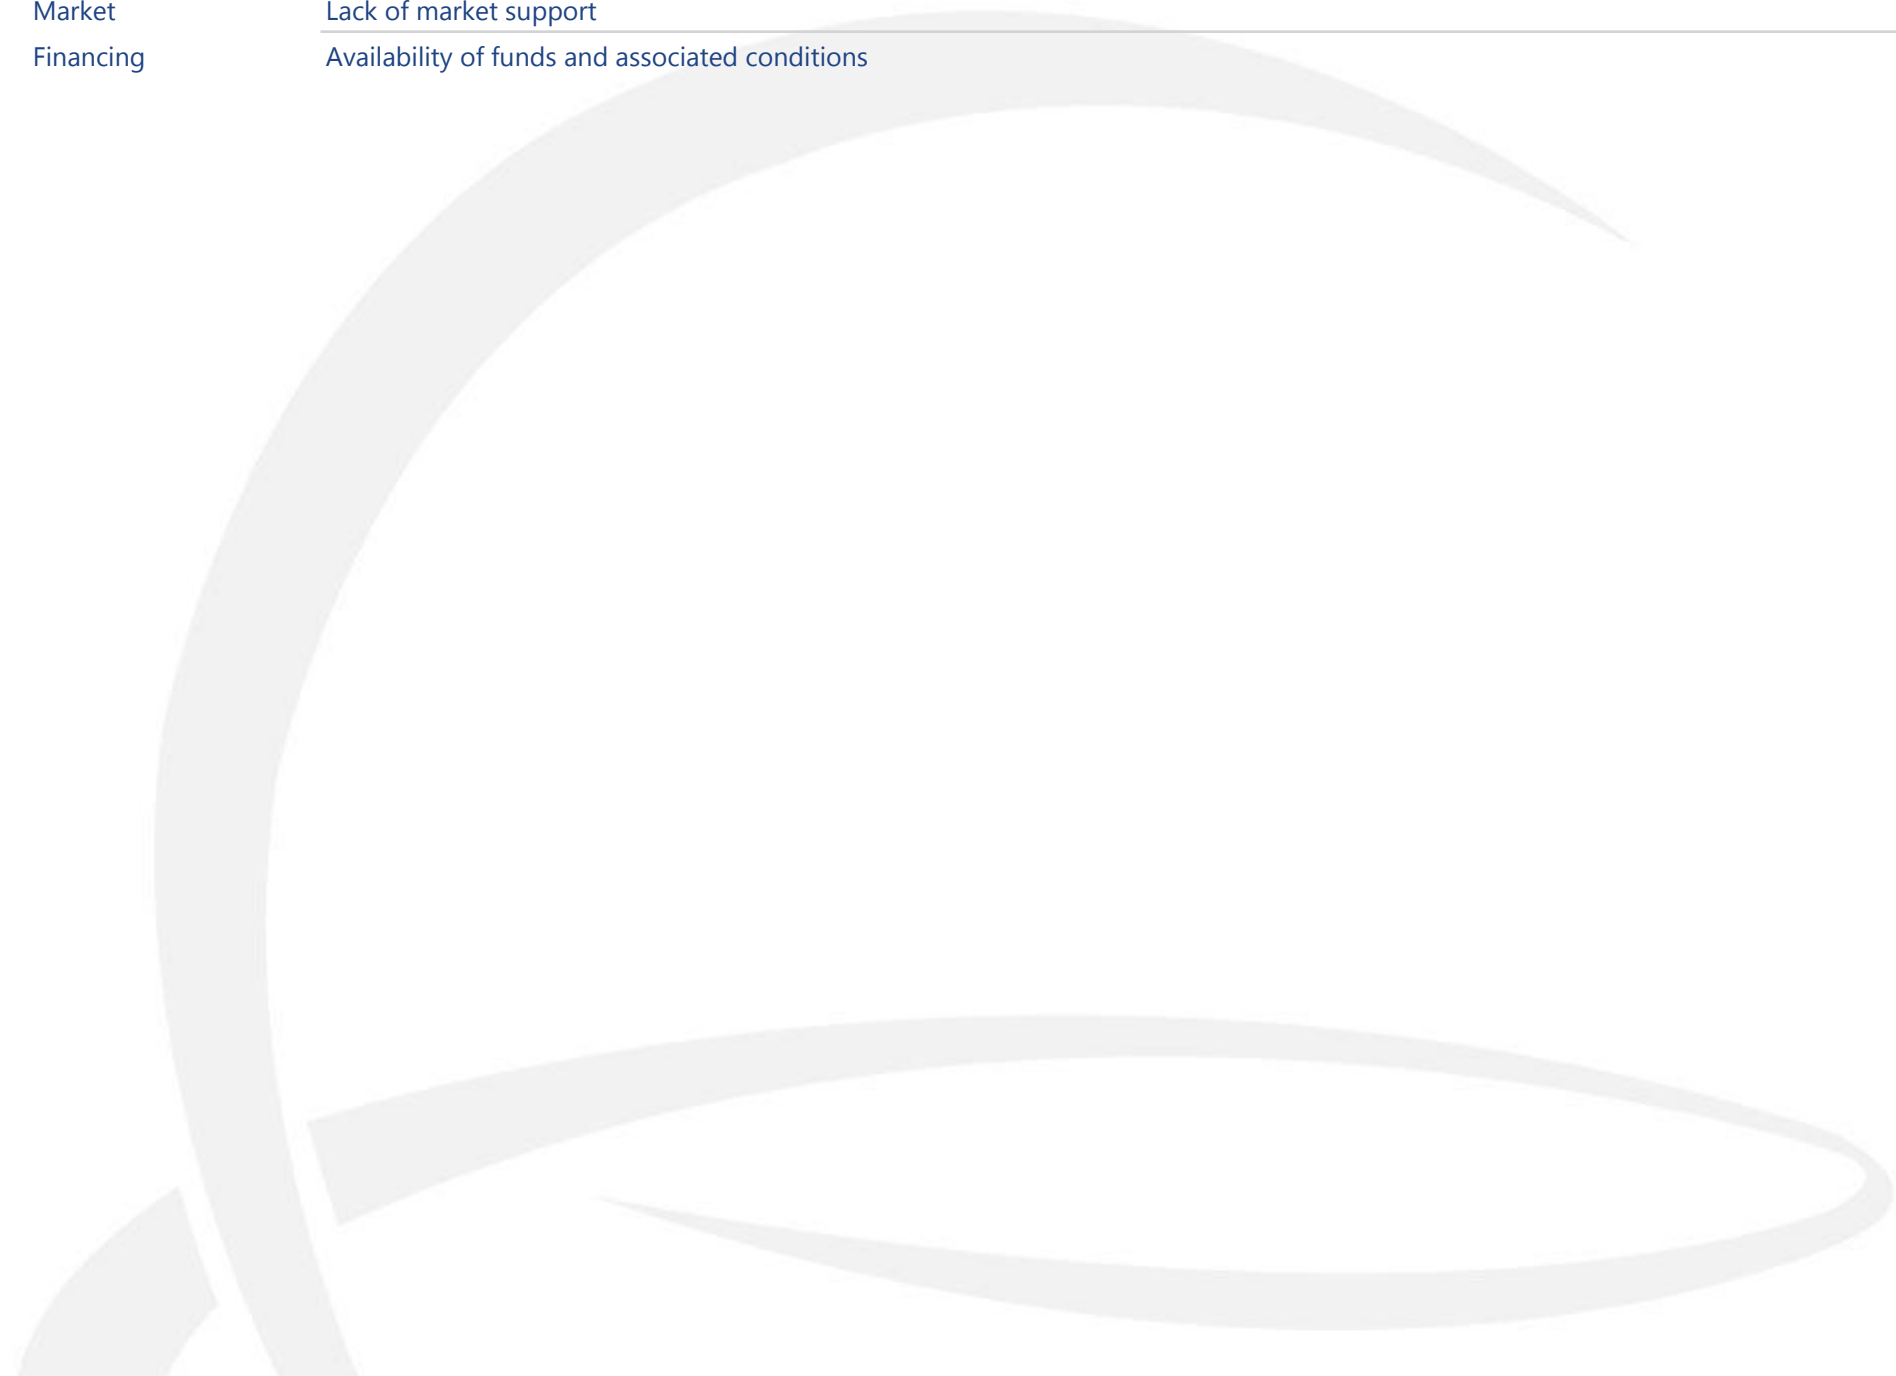 Market Lack of market support
Financing Availability of funds and associated conditions